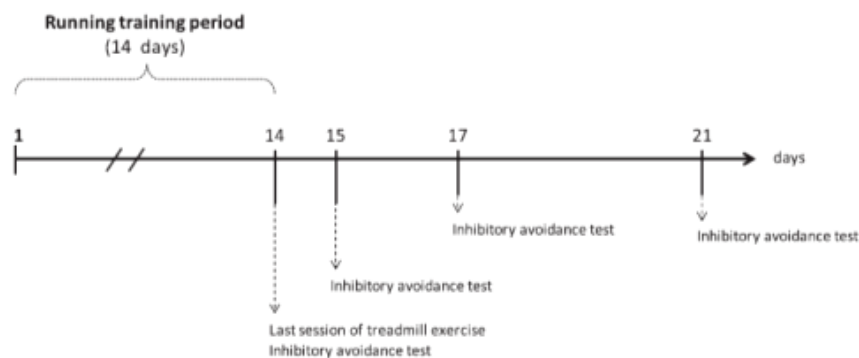 Running training period
(14 days)
1
14
15
17
21
days
Inhibitory avoidance test
Inhibitory avoidance test
Inhibitory avoidance test
Last session of treadmill exercise
Inhibitory avoidance test